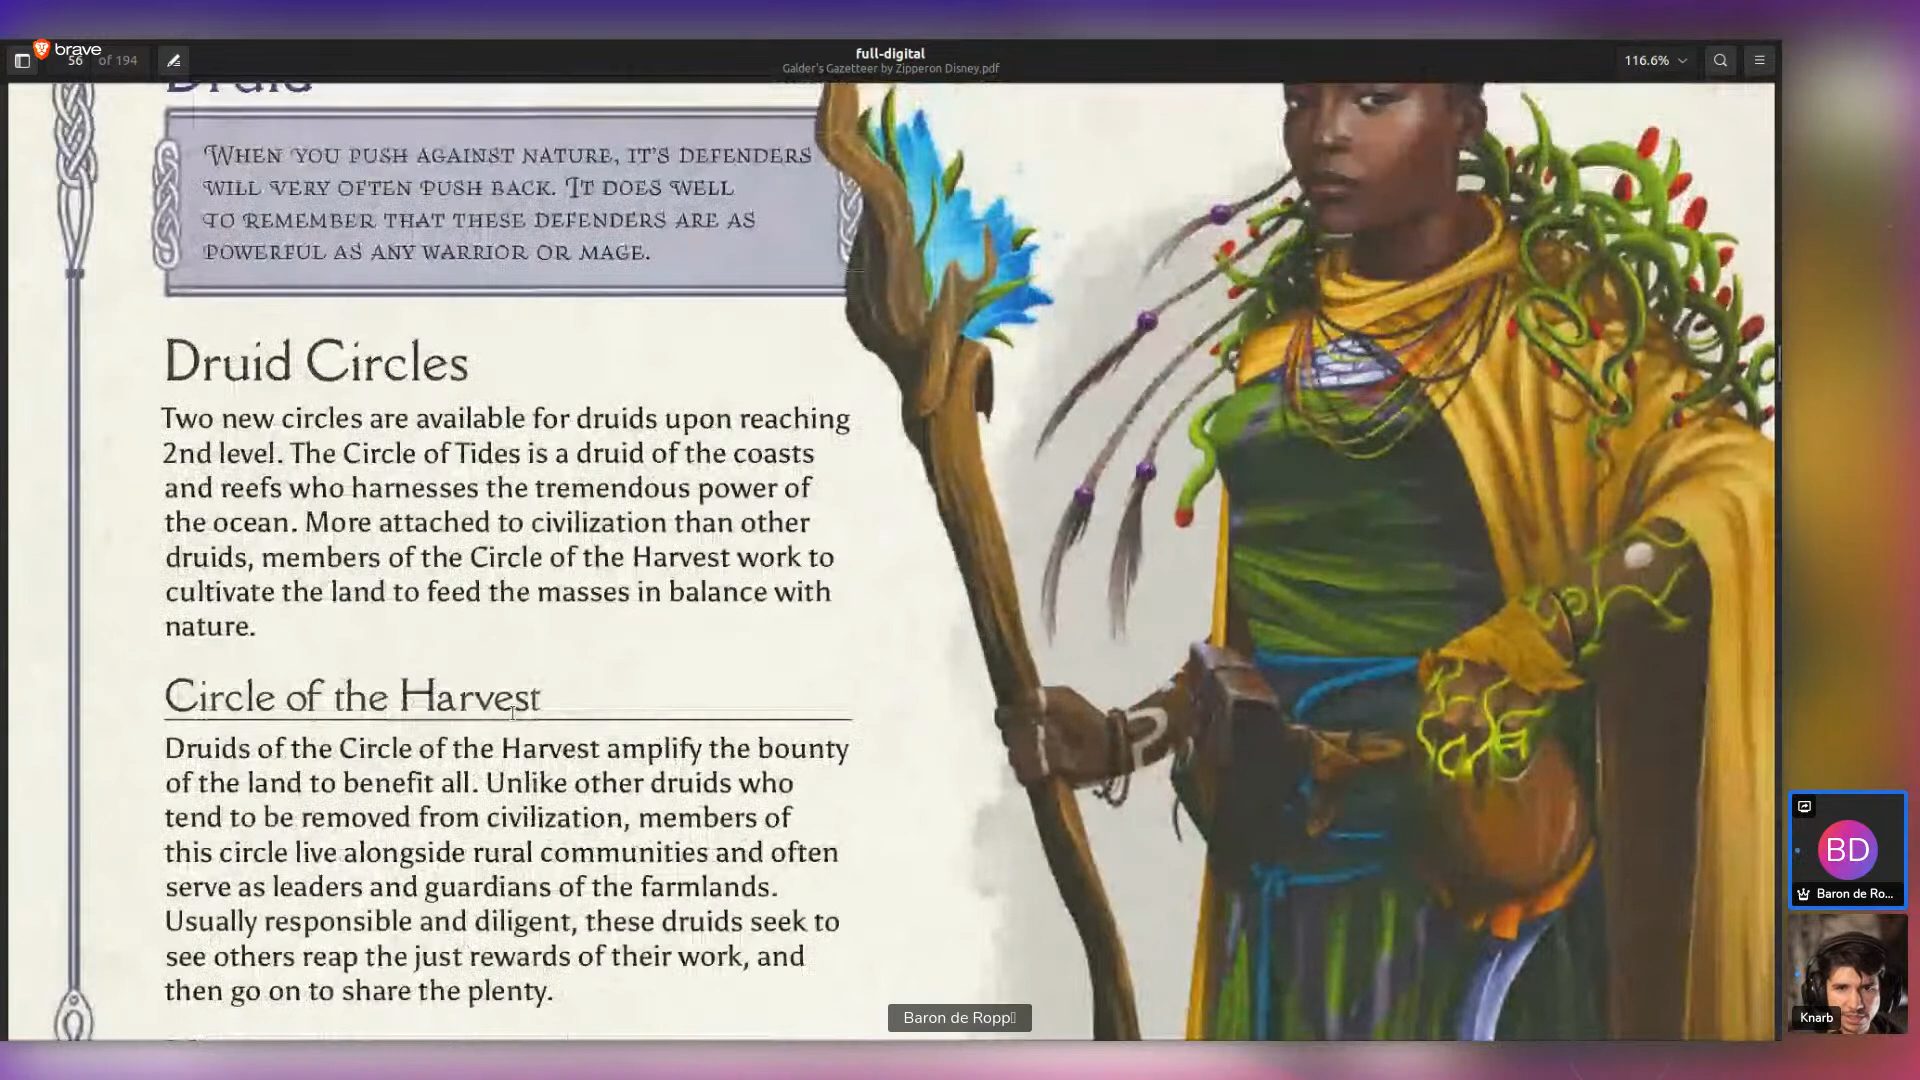 brave
56 of 194
full-digital
Galder's Gazetteer by Zipperon Disney.pdf
116.6%
Druid
WHEN YOU PUSH AGAINST NATURE, IT'S DEFENDERS
WILL VERY OFTEN PUSH BACK. IT DOES WELL
TO REMEMBER THAT THESE DEFENDERS ARE AS
POWERFUL AS ANY WARRIOR OR MAGE.
Druid Circles
Two new circles are available for druids upon reaching
2nd level. The Circle of Tides is a druid of the coasts
and reefs who harnesses the tremendous power of
the ocean. More attached to civilization than other
druids, members of the Circle of the Harvest work to
cultivate the land to feed the masses in balance with
nature.
Circle of the Harvest
Druids of the Circle of the Harvest amplify the bounty
of the land to benefit all. Unlike other druids who
tend to be removed from civilization, members of
this circle live alongside rural communities and often
serve as leaders and guardians of the farmlands.
Usually responsible and diligent, these druids seek to
see others reap the just rewards of their work, and
then go on to share the plenty.
Baron de Ropp
BD
Baron de Ro...
Knarb